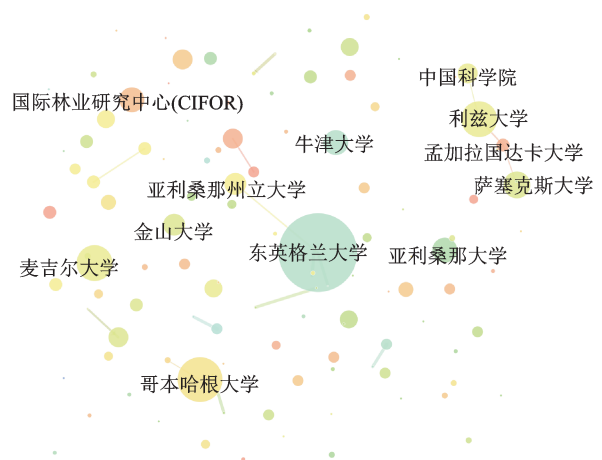 中国科学院
国际林业研究中心(CIFOR)
利兹大学
牛津大学
孟加拉国达卡大学
亚利桑那州立大学
萨塞克斯大学
金山大学
东英格兰大学
亚利桑那大学
麦吉尔大学
哥本哈根大学